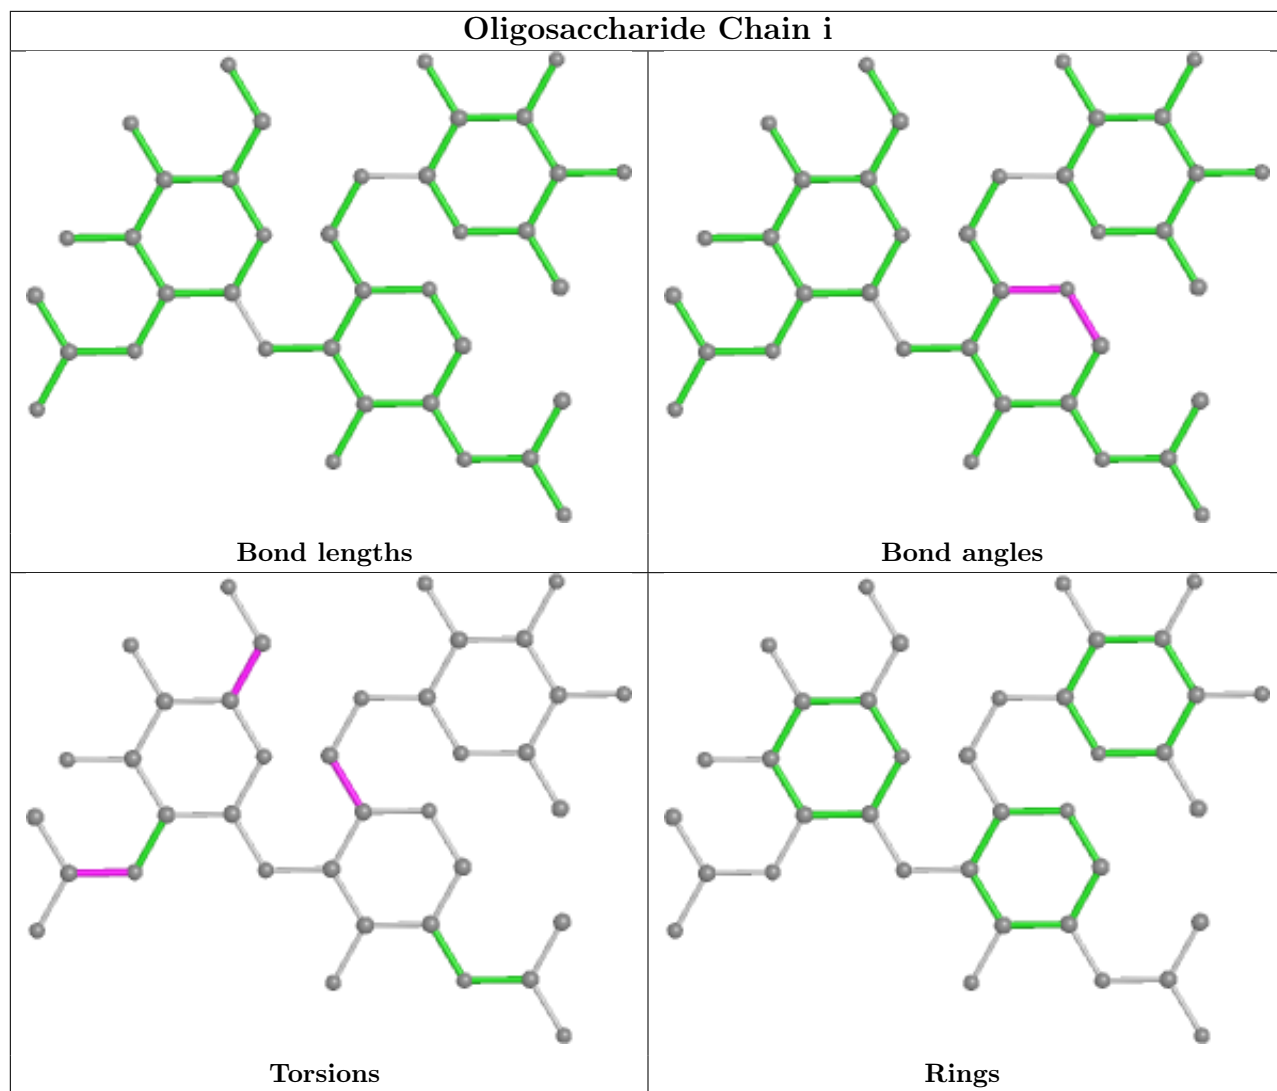 Oligosaccharide Chain i
Bond lengths
Bond angles
Torsions
Rings